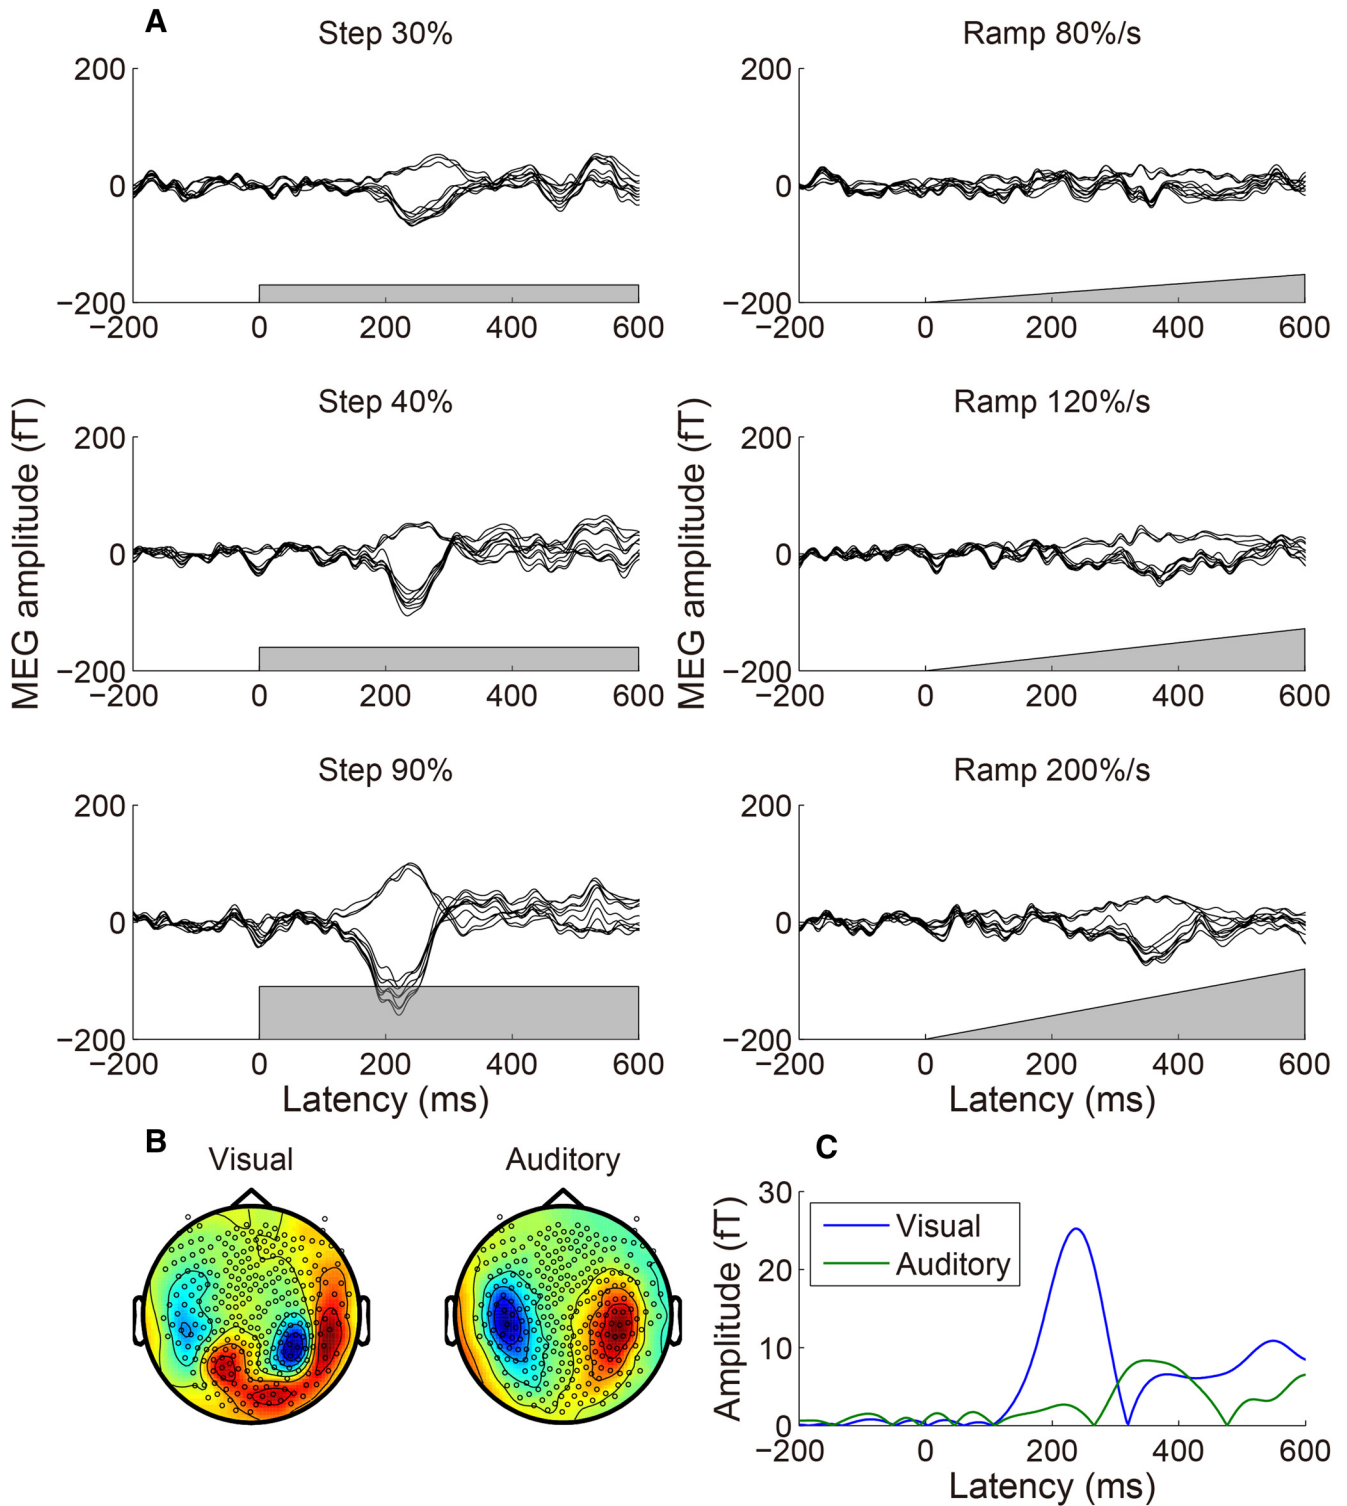 A
Step 30%
Ramp 80%/s
200
0
−200
−200 0 200 400 600
200
0
−200
−200 0 200 400 600
Step 40%
Ramp 120%/s
MEG amplitude (fT)
200
0
−200
−200 0 200 400 600
MEG amplitude (fT)
200
0
−200
−200 0 200 400 600
Step 90%
Ramp 200%/s
200
0
−200
−200 0 200 400 600
Latency (ms)
200
0
−200
−200 0 200 400 600
Latency (ms)
B
Visual
Auditory
C
Amplitude (fT)
30
20
10
0
Visual
Auditory
−200 0 200 400 600
Latency (ms)